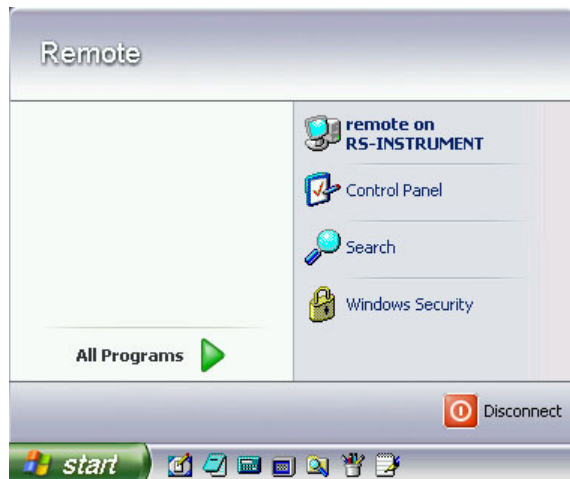 Remote
remote on
RS-INSTRUMENT
Control Panel
Search
Windows Security
All Programs
Disconnect
start